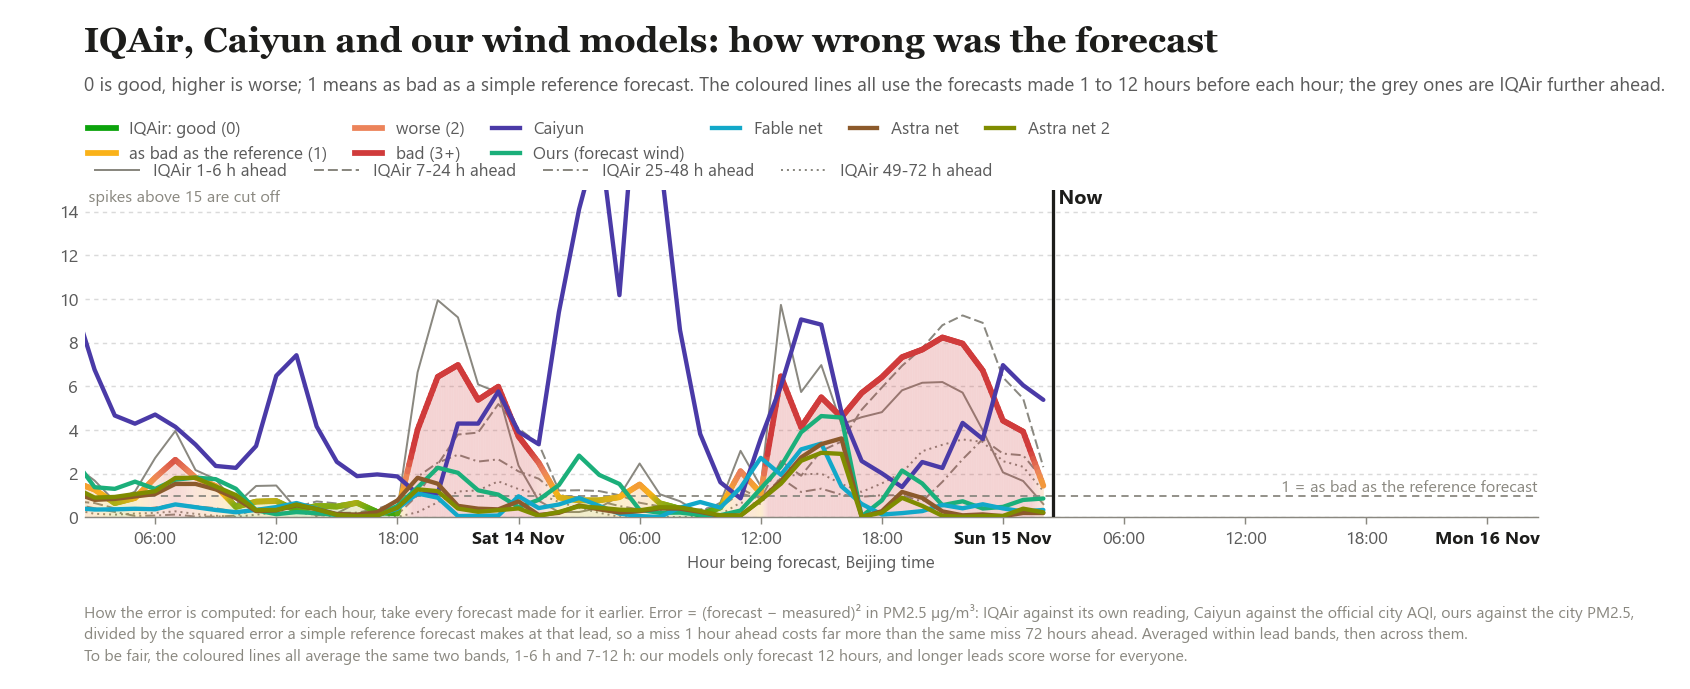 IQAir, Caiyun and our wind models: how wrong was the forecast
0 is good, higher is worse; 1 means as bad as a simple reference forecast. The coloured lines all use the forecasts made 1 to 12 hours before each hour; the grey ones are IQAir further ahead.
IQAir: good (0) worse (2) Caiyun Fable net Astra net Astra net 2
as bad as the reference (1) bad (3+) Ours (forecast wind)
IQAir 1-6 h ahead IQAir 7-24 h ahead IQAir 25-48 h ahead IQAir 49-72 h ahead
spikes above 15 are cut off
Now
14
12
10
8
6
4
2
0
1 = as bad as the reference forecast
06:00 12:00 18:00 Sat 14 Nov 06:00 12:00 18:00 Sun 15 Nov 06:00 12:00 18:00 Mon 16 Nov
Hour being forecast, Beijing time
How the error is computed: for each hour, take every forecast made for it earlier. Error = (forecast − measured)² in PM2.5 µg/m³: IQAir against its own reading, Caiyun against the official city AQI, ours against the city PM2.5,
divided by the squared error a simple reference forecast makes at that lead, so a miss 1 hour ahead costs far more than the same miss 72 hours ahead. Averaged within lead bands, then across them.
To be fair, the coloured lines all average the same two bands, 1-6 h and 7-12 h: our models only forecast 12 hours, and longer leads score worse for everyone.